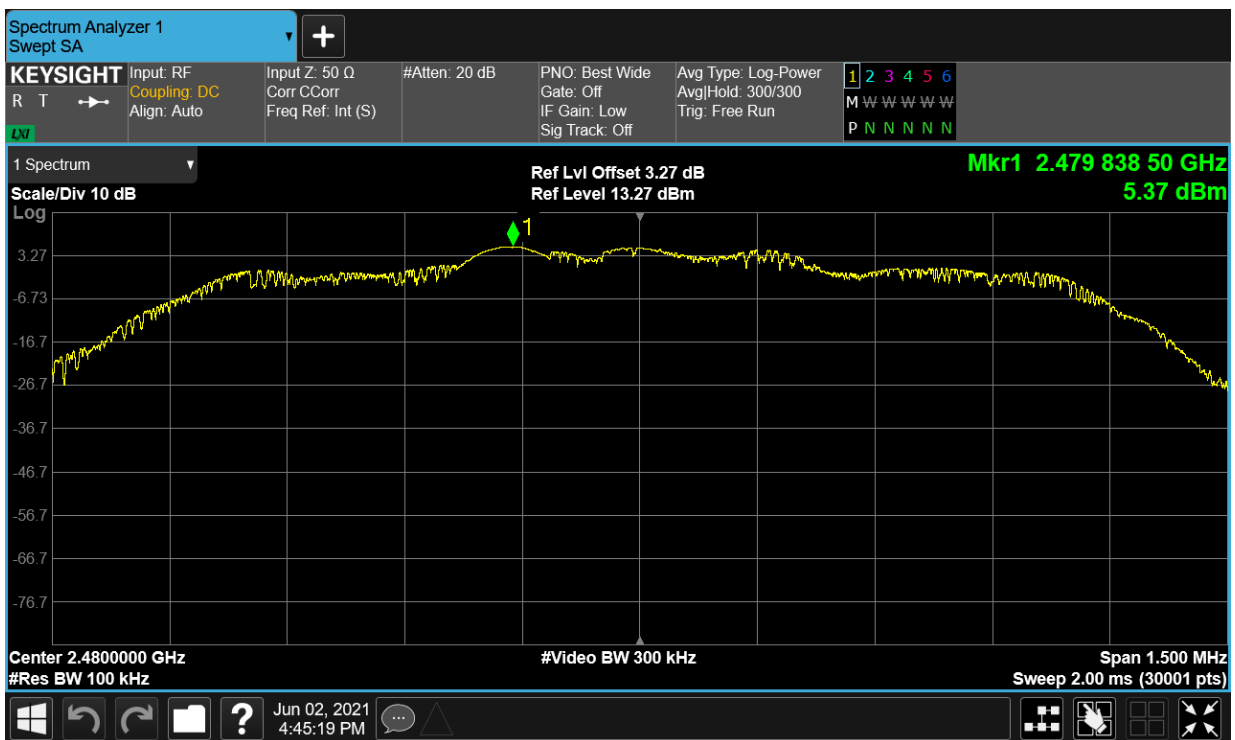 Spectrum Analyzer 1
Swept SA
KEYSIGHT
R T
LXI
Input: RF
Coupling: DC
Align: Auto
Input Z: 50 Ω
Corr CCorr
Freq Ref: Int (S)
#Atten: 20 dB
PNO: Best Wide
Gate: Off
IF Gain: Low
Sig Track: Off
Avg Type: Log-Power
Avg|Hold: 300/300
Trig: Free Run
1 2 3 4 5 6
M W W W W W
P N N N N N
1 Spectrum
Scale/Div 10 dB
Log
Ref Lvl Offset 3.27 dB
Ref Level 13.27 dBm
Mkr1 2.479 838 50 GHz
5.37 dBm
1
3.27
-6.73
-16.7
-26.7
-36.7
-46.7
-56.7
-66.7
-76.7
Center 2.4800000 GHz
#Res BW 100 kHz
#Video BW 300 kHz
Span 1.500 MHz
Sweep 2.00 ms (30001 pts)
?
Jun 02, 2021
4:45:19 PM